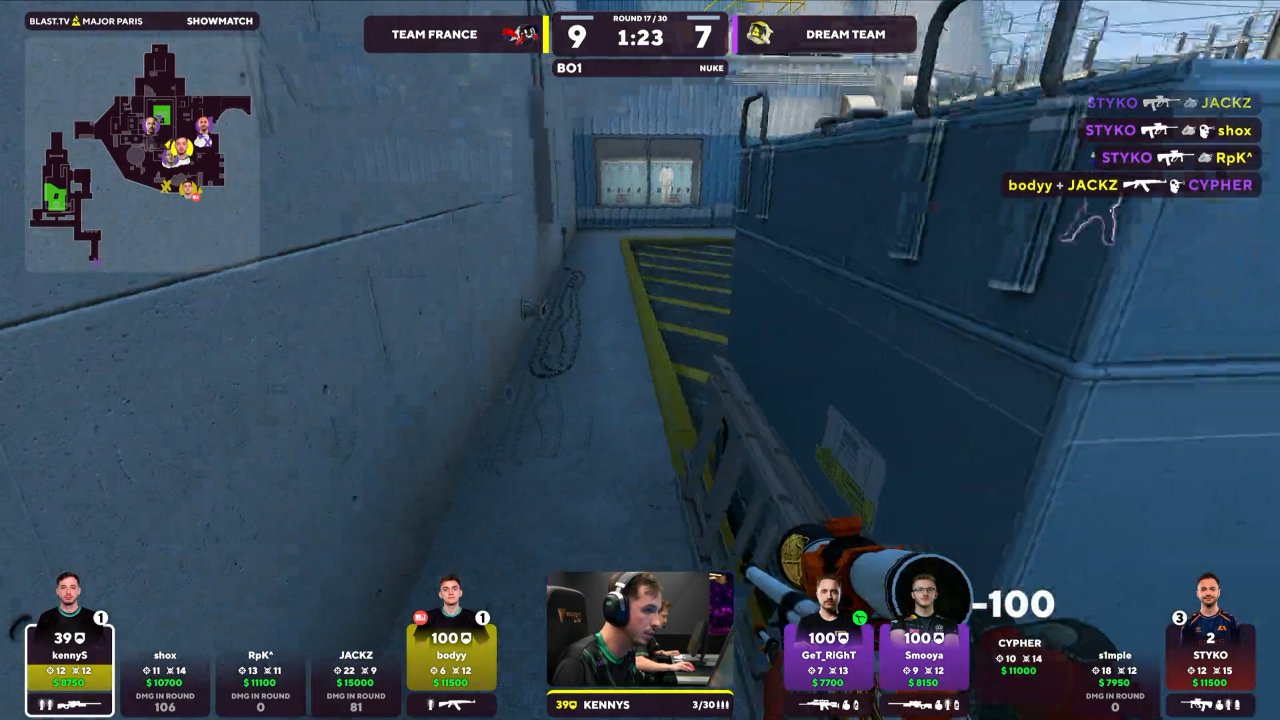 BLAST.TV MAJOR PARIS SHOWMATCH
TEAM FRANCE
9
ROUND 17 / 30
1:23
7
DREAM TEAM
BO1 NUKE
STYKO JACKZ
STYKO shox
STYKO RpK^
bodyy + JACKZ CYPHER
-100
1
39
kennyS
12 12
$8750
shox
11 14
$10700
DMG IN ROUND
106
RpK^
13 11
$11100
DMG IN ROUND
0
JACKZ
22 9
$15000
DMG IN ROUND
81
1
100
bodyy
6 12
$11500
39 KENNYS 3/30
100
GeT_RiGhT
7 13
$7700
100
Smooya
9 12
$8150
CYPHER
10 14
$11000
s1mple
18 12
$7950
DMG IN ROUND
0
3
2
STYKO
12 15
$11500